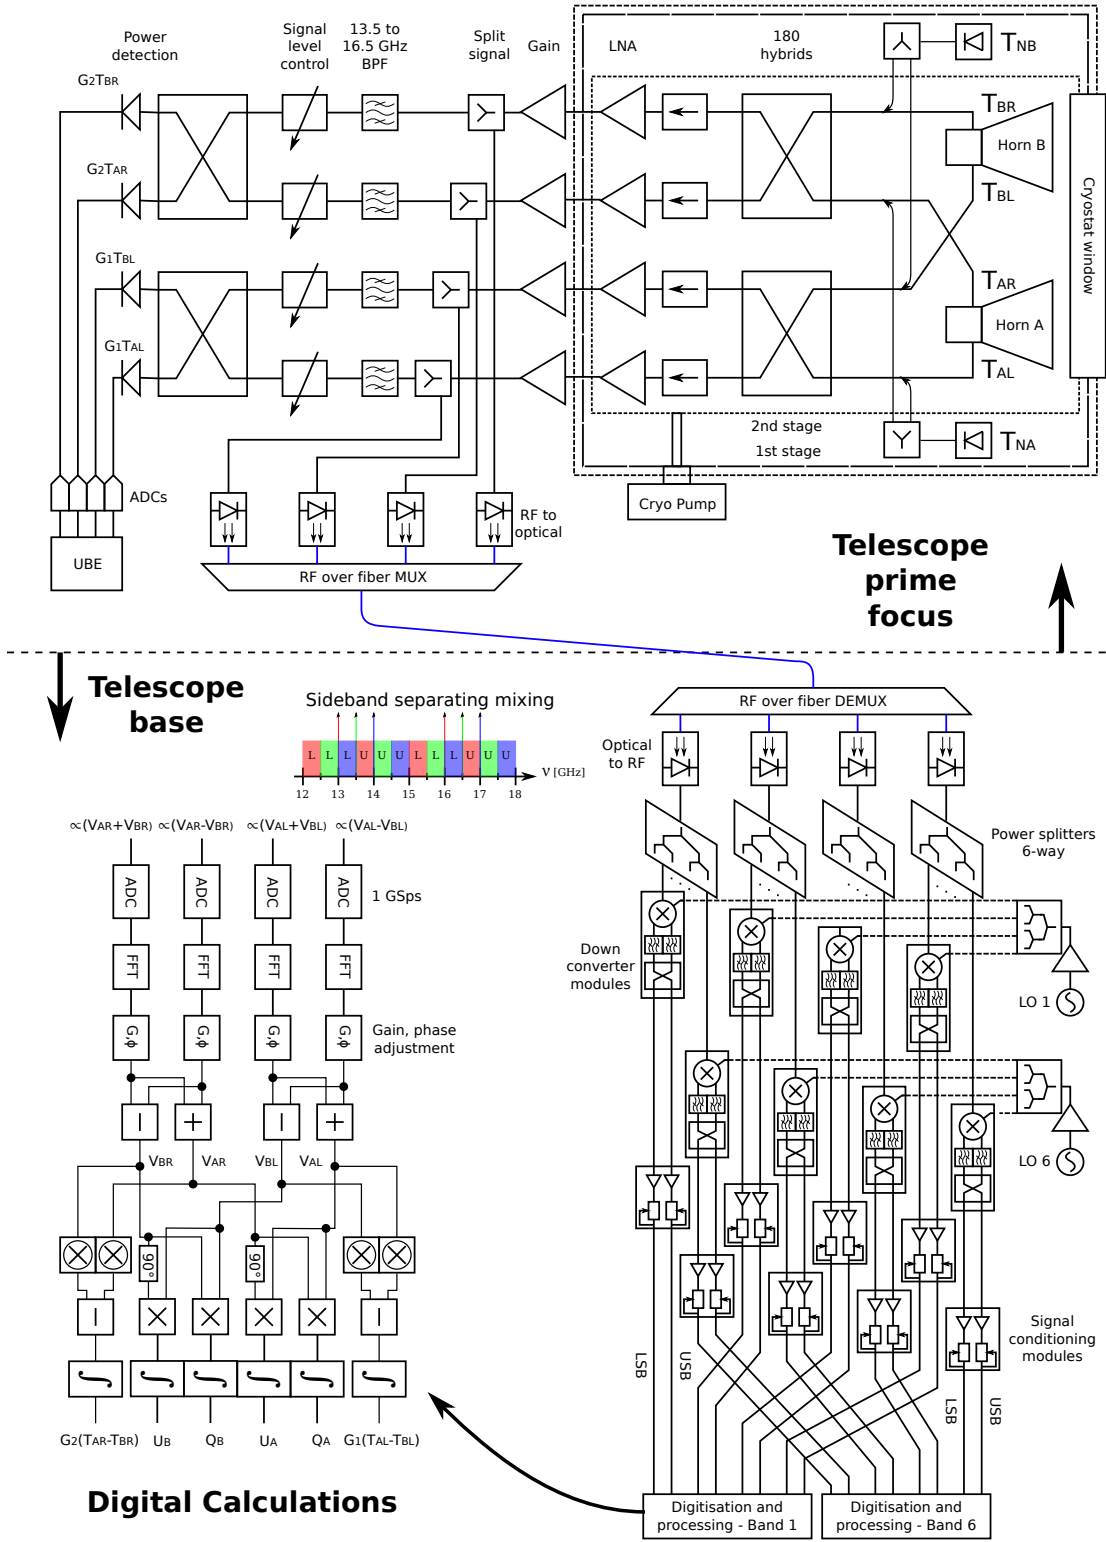 Power
detection
Signal
level
control
13.5 to
16.5 GHz
BPF
Split
signal
Gain
LNA
180
hybrids
TNB
G2TBR
TBR
Horn B
G2TAR
TBL
Cryostat window
G1TBL
TAR
Horn A
G1TAL
TAL
2nd stage
1st stage
TNA
ADCs
Cryo Pump
RF to
optical
UBE
RF over fiber MUX
Telescope
prime
focus
Telescope
base
Sideband separating mixing
L L L U U U L L L U U U
ν [GHz]
12 13 14 15 16 17 18
RF over fiber DEMUX
Optical
to RF
Power splitters
6-way
∝(VAR+VBR) ∝(VAR-VBR) ∝(VAL+VBL) ∝(VAL-VBL)
ADC ADC ADC ADC
1 GSps
FFT FFT FFT FFT
G,ϕ G,ϕ G,ϕ G,ϕ
Gain, phase
adjustment
Down
converter
modules
LO 1
LO 6
VBR VAR VBL VAL
90° 90°
Signal
conditioning
modules
LSB
USB
LSB
USB
G2(TAR-TBR) UB QB UA QA G1(TAL-TBL)
Digital Calculations
Digitisation and
processing - Band 1
Digitisation and
processing - Band 6